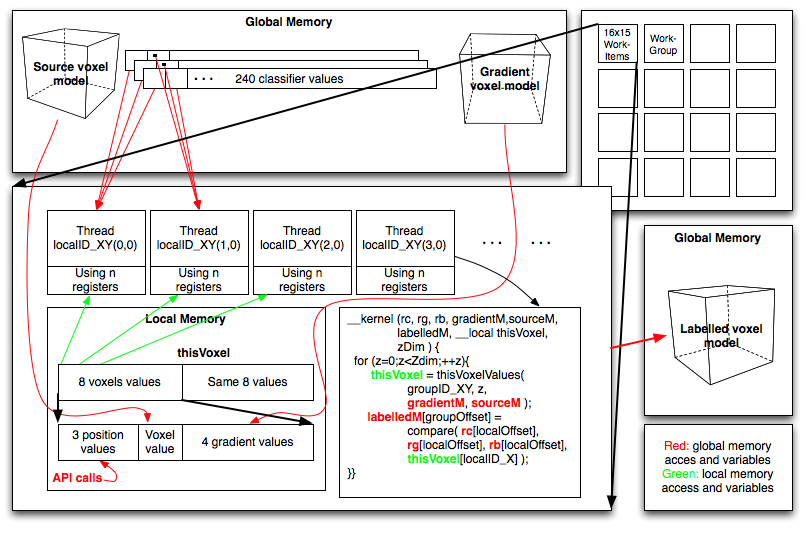 Global Memory
Source voxel
model
· · ·
240 classifier values
Gradient
voxel model
16x15
Work-
Items
Work-
Group
Thread
localID_XY(0,0)
Using n
registers
Thread
localID_XY(1,0)
Using n
registers
Thread
localID_XY(2,0)
Using n
registers
Thread
localID_XY(3,0)
Using n
registers
· · ·
· · ·
Local Memory
thisVoxel
8 voxels values
Same 8 values
3 position
values
Voxel
value
4 gradient values
API calls
__kernel (rc, rg, rb, gradientM,sourceM,
labelledM, __local thisVoxel,
zDim ) {
for (z=0;z<Zdim;++z){
thisVoxel = thisVoxelValues(
groupID_XY, z,
gradientM, sourceM );
labelledM[groupOffset] =
compare( rc[localOffset],
rg[localOffset], rb[localOffset],
thisVoxel[localID_X] );
}}
Global Memory
Labelled voxel
model
Red: global memory
acces and variables
Green: local memory
access and variables